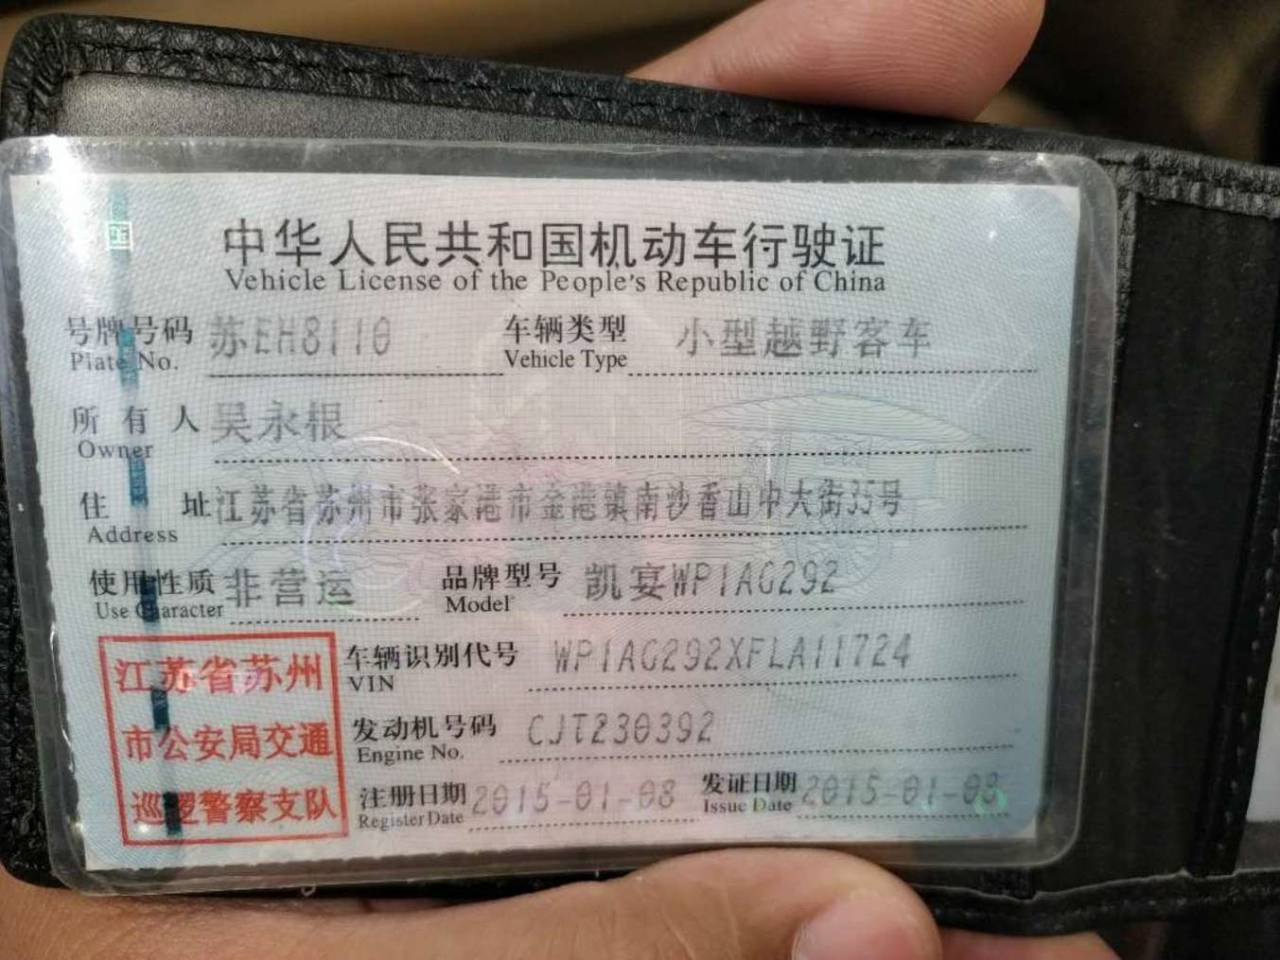 中华人民共和国机动车行驶证
Vehicle License of the People's Republic of China
号牌号码 苏EH8110 车辆类型 小型越野客车
Plate No. Vehicle Type
所有人 吴永根
Owner
住址 江苏省苏州市张家港市金港镇南沙香山中大街35号
Address
使用性质 非营运 品牌型号 凯宴WP1AG292
Use Character Model
车辆识别代号 WP1AG292XFLA11724
VIN
发动机号码 CJT230392
Engine No.
注册日期 2015-01-08 发证日期 2015-01-08
Register Date Issue Date
江苏省苏州
市公安局交通
巡逻警察支队